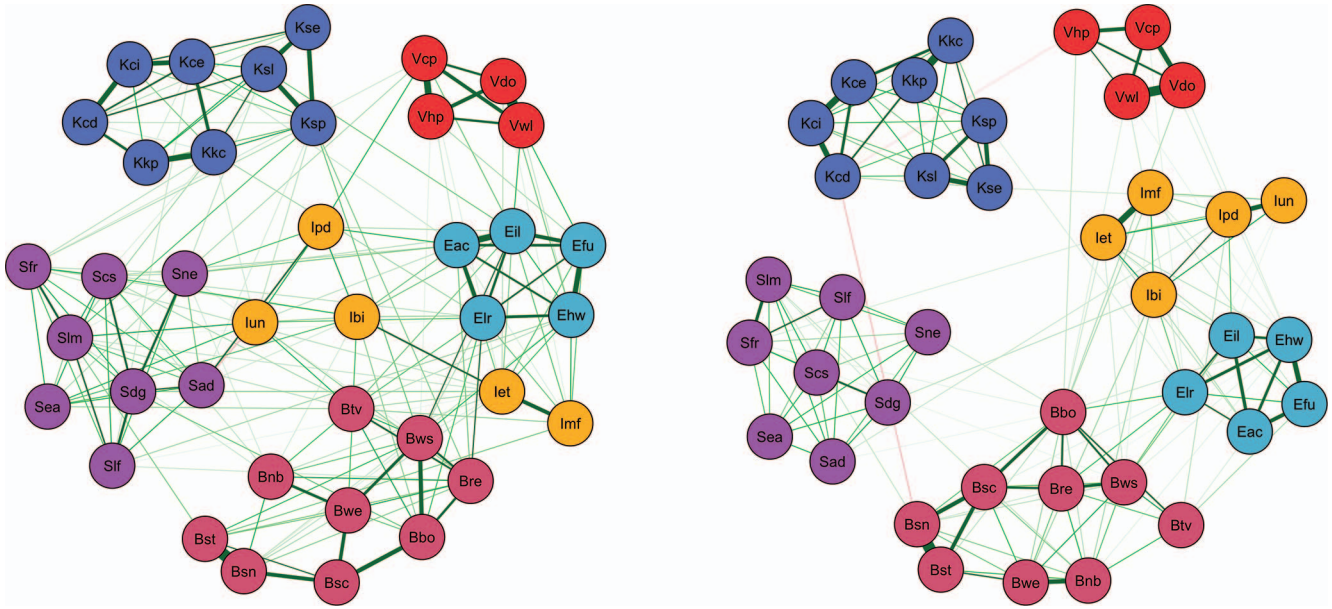 Kse
Vcp
Kci
Kce
Ksl
Vdo
Kcd
Ksp
Vhp
Vwl
Kkp
Kkc
Ipd
Eac
Eil
Efu
Sfr
Scs
Sne
Slm
Iun
Ibi
Elr
Ehw
Sea
Sdg
Sad
Iet
Btv
Imf
Slf
Bws
Bnb
Bre
Bwe
Bst
Bbo
Bsn
Bsc
Vhp
Vcp
Kkc
Kce
Kkp
Vwl
Vdo
Kci
Ksp
Kcd
Ksl
Kse
Imf
Iun
Iet
Ipd
Slm
Slf
Ibi
Sfr
Sne
Eil
Ehw
Scs
Sdg
Elr
Efu
Sea
Bbo
Eac
Sad
Bsc
Bre
Bws
Bsn
Btv
Bst
Bwe
Bnb